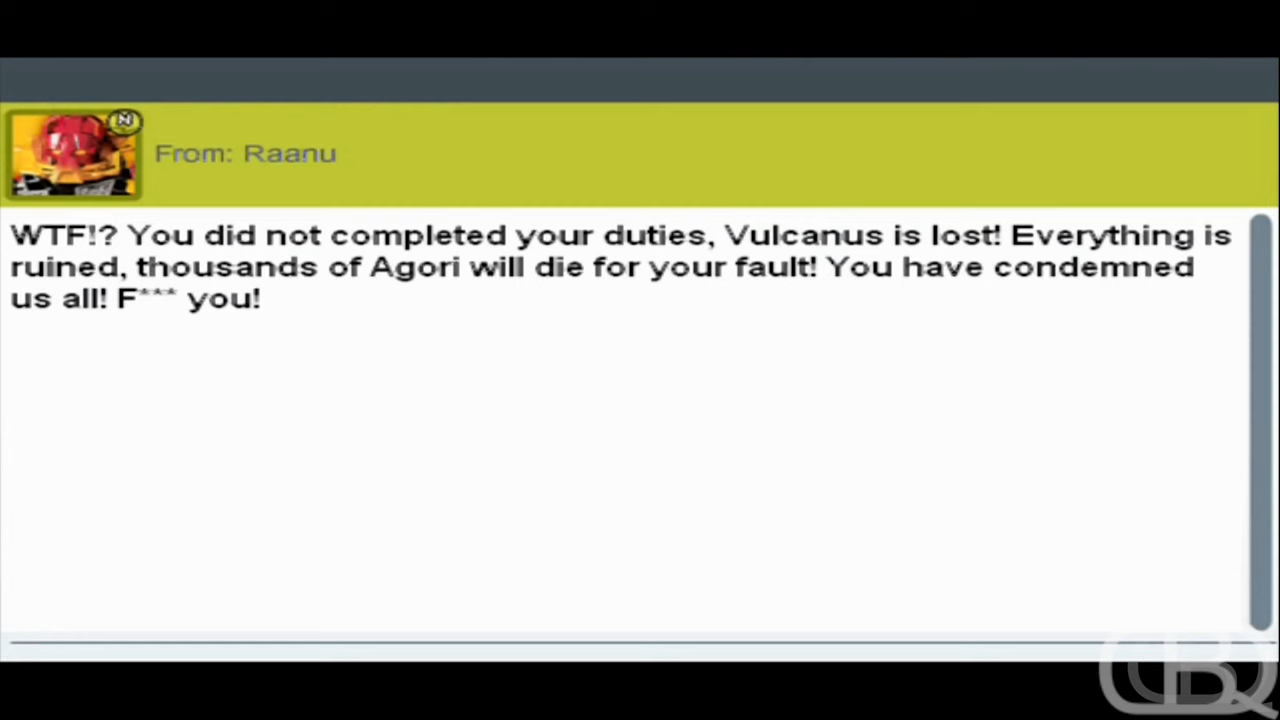 N
From: Raanu
WTF!? You did not completed your duties, Vulcanus is lost! Everything is
ruined, thousands of Agori will die for your fault! You have condemned
us all! F*** you!
CBQ